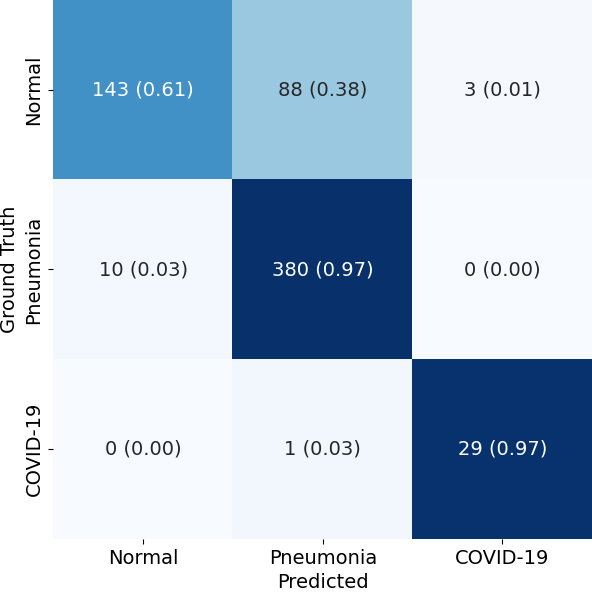 Ground Truth
Normal
143 (0.61) 88 (0.38) 3 (0.01)
Pneumonia
10 (0.03) 380 (0.97) 0 (0.00)
COVID-19
0 (0.00) 1 (0.03) 29 (0.97)
Normal Pneumonia COVID-19
Predicted